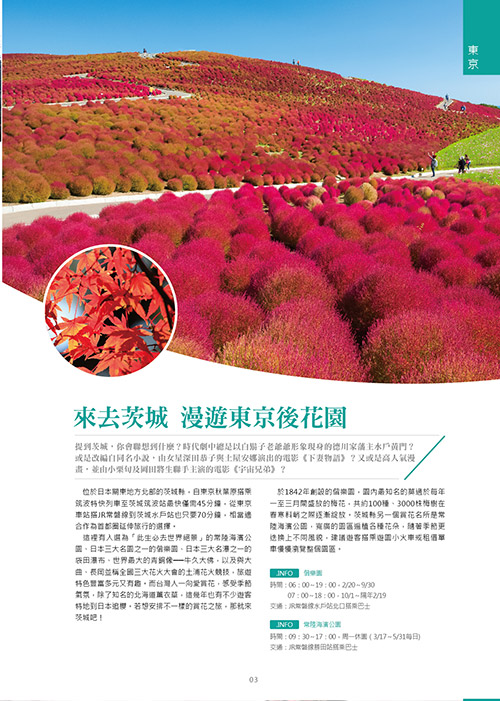 東京
來去茨城 漫遊東京後花園
提到茨城，你會聯想到什麼？時代劇中總是以白鬍子老爺爺形象現身的德川家藩主水戶黃門？
或是改編自同名小說，由女星深田恭子與土屋安娜演出的電影《下妻物語》？又或是高人氣漫
畫，並由小栗旬及岡田將生聯手主演的電影《宇宙兄弟》？
位於日本關東地方北部的茨城縣，自東京秋葉原搭乘
筑波特快列車至茨城筑波站最快僅需45分鐘，從東京
車站搭JR常磐線到茨城水戶站也只要70分鐘，相當適
合作為首都圈延伸旅行的選擇。
這裡有入選為「此生必去世界絕景」的常陸海濱公
園、日本三大名園之一的偕樂園、日本三大名瀑之一的
袋田瀑布、世界最大的青銅像──牛久大佛，以及與大
曲、長岡並稱全國三大花火大會的土浦花火競技，旅遊
特色豐富多元又有趣。而台灣人一向愛賞花，感受季節
氣氛，除了知名的北海道薰衣草，這幾年也有不少遊客
特地到日本追櫻。若想安排不一樣的賞花之旅，那就來
茨城吧！
於1842年創設的偕樂園，園內最知名的莫過於每年
一至三月間盛放的梅花，共約100種、3000株梅樹在
春寒料峭之際逐漸綻放。茨城縣另一個賞花名所是常
陸海濱公園，寬廣的園區遍植各種花朵，隨著季節更
迭換上不同風貌，建議遊客搭乘遊園小火車或租借單
車慢慢瀏覽整個園區。
.INFO 偕樂園
時間：06：00～19：00，2/20～9/30
07：00～18：00，10/1～隔年2/19
交通：JR常磐線水戶站北口搭乘巴士
.INFO 常陸海濱公園
時間：09：30～17：00，周一休園（3/17～5/31每日)
交通：JR常磐線勝田站搭乘巴士
03